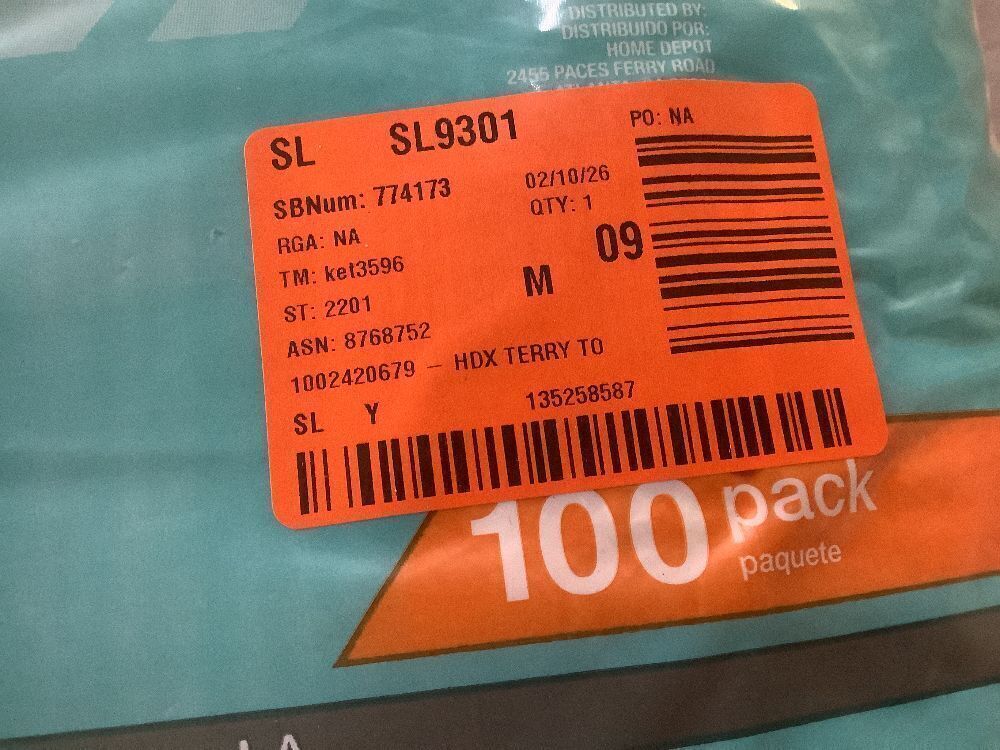 DISTRIBUTED BY:
DISTRIBUIDO POR:
HOME DEPOT
2455 PACES FERRY ROAD
SL SL9301 PO: NA
SBNum: 774173 02/10/26
RGA: NA QTY: 1
TM: ket3596 09
ST: 2201 M
ASN: 8768752
1002420679 – HDX TERRY TO
SL Y 135258587
100 pack
paquete